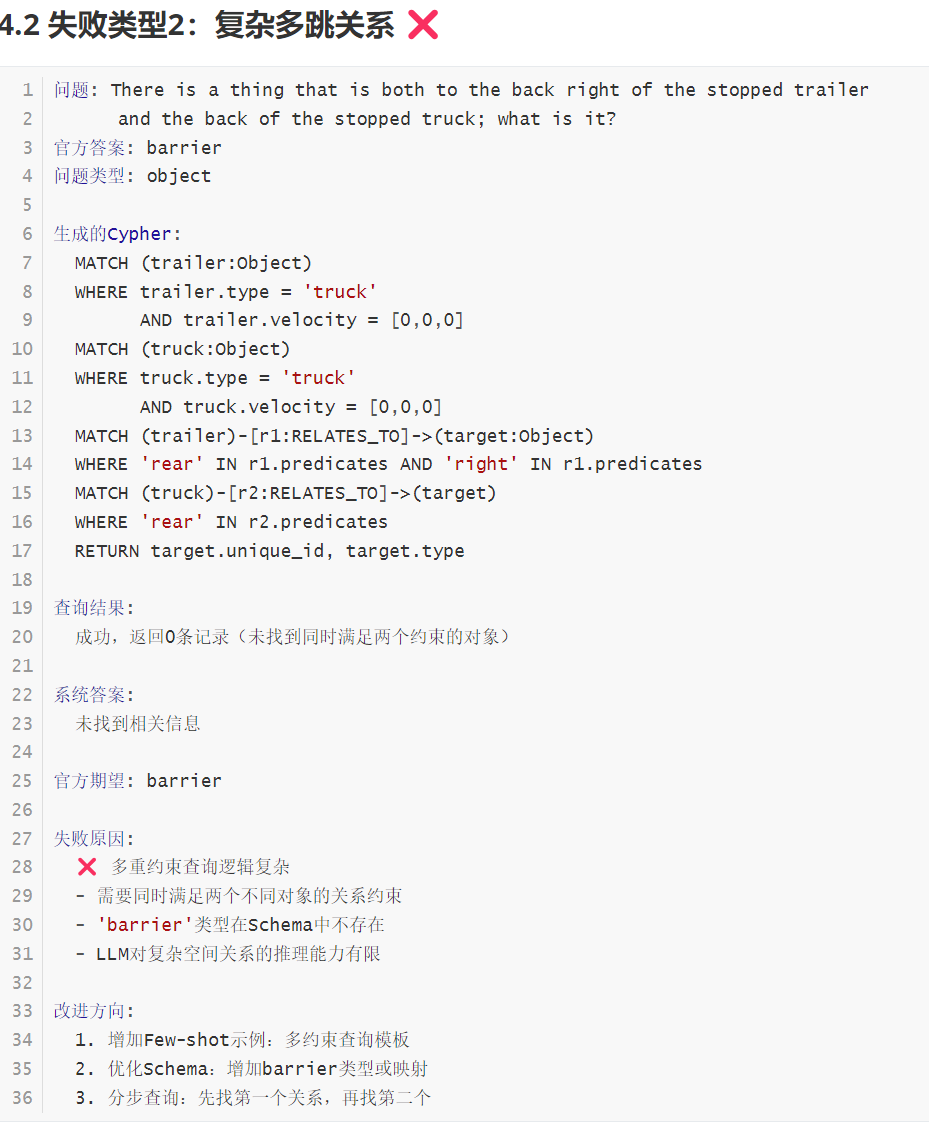 4.2 失败类型2：复杂多跳关系 ❌
1 问题: There is a thing that is both to the back right of the stopped trailer
2 and the back of the stopped truck; what is it?
3 官方答案: barrier
4 问题类型: object
5
6 生成的Cypher:
7 MATCH (trailer:Object)
8 WHERE trailer.type = 'truck'
9 AND trailer.velocity = [0,0,0]
10 MATCH (truck:Object)
11 WHERE truck.type = 'truck'
12 AND truck.velocity = [0,0,0]
13 MATCH (trailer)-[r1:RELATES_TO]->(target:Object)
14 WHERE 'rear' IN r1.predicates AND 'right' IN r1.predicates
15 MATCH (truck)-[r2:RELATES_TO]->(target)
16 WHERE 'rear' IN r2.predicates
17 RETURN target.unique_id, target.type
18
19 查询结果:
20 成功，返回0条记录（未找到同时满足两个约束的对象）
21
22 系统答案:
23 未找到相关信息
24
25 官方期望: barrier
26
27 失败原因:
28 ❌ 多重约束查询逻辑复杂
29 - 需要同时满足两个不同对象的关系约束
30 - 'barrier'类型在Schema中不存在
31 - LLM对复杂空间关系的推理能力有限
32
33 改进方向:
34 1. 增加Few-shot示例：多约束查询模板
35 2. 优化Schema：增加barrier类型或映射
36 3. 分步查询：先找第一个关系，再找第二个